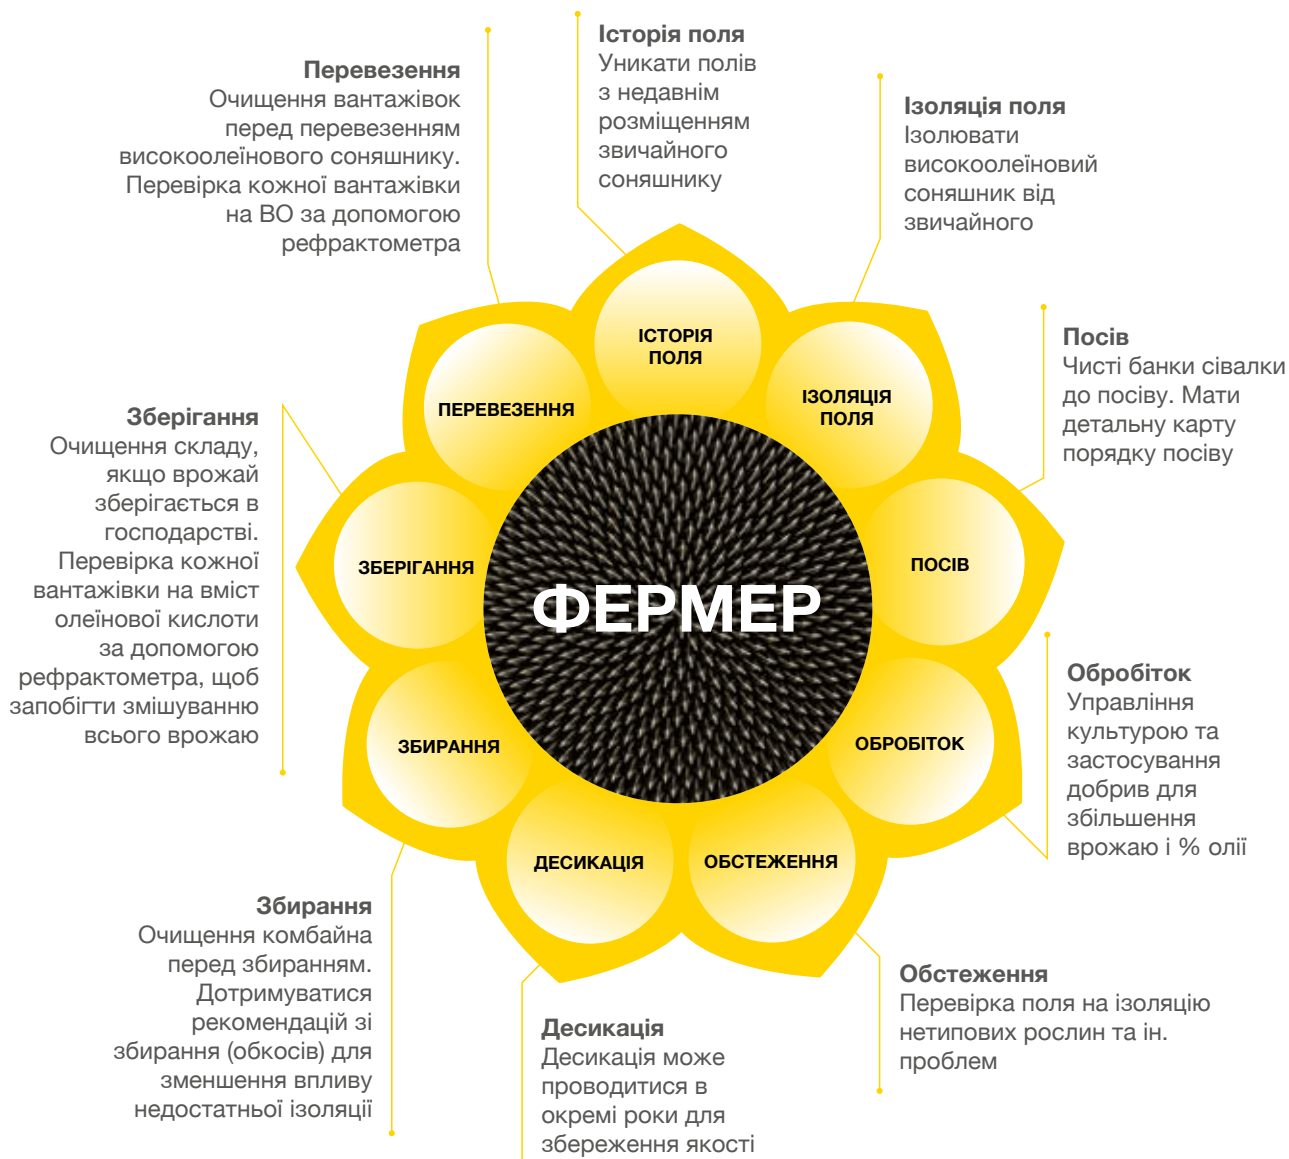 Історія поля
Уникати полів
з недавнім
розміщенням
звичайного
соняшнику
Перевезення
Очищення вантажівок
перед перевезенням
високоолеїнового соняшнику.
Перевірка кожної вантажівки
на ВО за допомогою
рефрактометра
Ізоляція поля
Ізолювати
високоолеїновий
соняшник від
звичайного
Посів
Чисті банки сівалки
до посіву. Мати
детальну карту
порядку посіву
Зберігання
Очищення складу,
якщо врожай
зберігається в
господарстві.
Перевірка кожної
вантажівки на вміст
олеїнової кислоти
за допомогою
рефрактометра, щоб
запобігти змішуванню
всього врожаю
ІСТОРІЯ
ПОЛЯ
ІЗОЛЯЦІЯ
ПОЛЯ
ПЕРЕВЕЗЕННЯ
ПОСІВ
ЗБЕРІГАННЯ
ФЕРМЕР
ОБРОБІТОК
ЗБИРАННЯ
ДЕСИКАЦІЯ
ОБСТЕЖЕННЯ
Обробіток
Управління
культурою та
застосування
добрив для
збільшення
врожаю і % олії
Збирання
Очищення комбайна
перед збиранням.
Дотримуватися
рекомендацій зі
збирання (обкосів) для
зменшення впливу
недостатньої ізоляції
Десикація
Десикація може
проводитися в
окремі роки для
збереження якості
Обстеження
Перевірка поля на ізоляцію
нетипових рослин та ін.
проблем